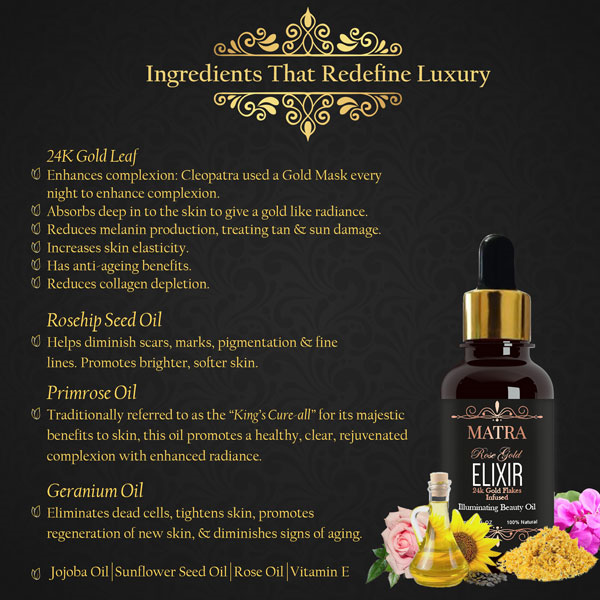 Ingredients That Redefine Luxury
24K Gold Leaf
Enhances complexion: Cleopatra used a Gold Mask every
night to enhance complexion.
Absorbs deep in to the skin to give a gold like radiance.
Reduces melanin production, treating tan & sun damage.
Increases skin elasticity.
Has anti-ageing benefits.
Reduces collagen depletion.
Rosehip Seed Oil
Helps diminish scars, marks, pigmentation & fine
lines. Promotes brighter, softer skin.
Primrose Oil
Traditionally referred to as the “King's Cure-all” for its majestic
benefits to skin, this oil promotes a healthy, clear, rejuvenated
complexion with enhanced radiance.
Geranium Oil
Eliminates dead cells, tightens skin, promotes
regeneration of new skin, & diminishes signs of aging.
Jojoba Oil|Sunflower Seed Oil|Rose Oil|Vitamin E
MATRA
Rose Gold
ELIXIR
24k Gold Flakes
Infused
Illuminating Beauty Oil
100% Natural